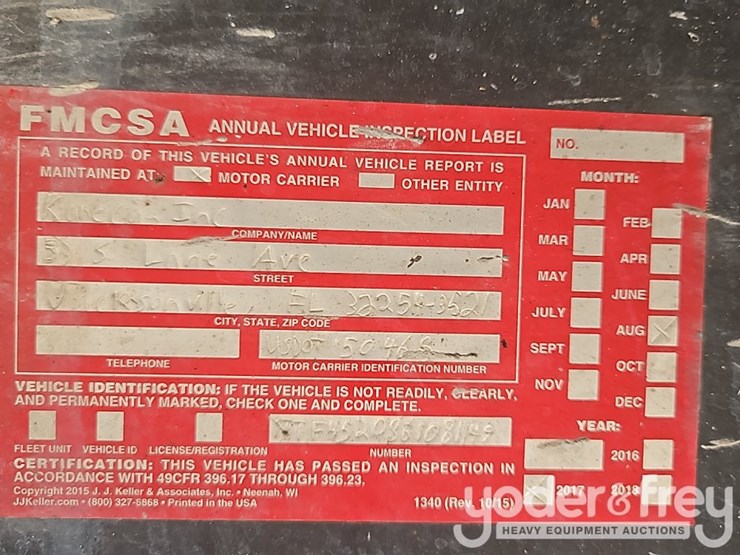 FMCSA ANNUAL VEHICLE INSPECTION LABEL
NO.
A RECORD OF THIS VEHICLE'S ANNUAL VEHICLE REPORT IS
MAINTAINED AT: X MOTOR CARRIER OTHER ENTITY
Inc
COMPANY/NAME
S Lane Ave
STREET
Jacksonville, FL
CITY, STATE, ZIP CODE
USDOT
TELEPHONE MOTOR CARRIER IDENTIFICATION NUMBER
MONTH:
JAN FEB
MAR APR
MAY JUNE
JULY AUG X
SEPT OCT
NOV DEC
VEHICLE IDENTIFICATION: IF THE VEHICLE IS NOT READILY, CLEARLY,
AND PERMANENTLY MARKED, CHECK ONE AND COMPLETE.
FLEET UNIT VEHICLE ID LICENSE/REGISTRATION NUMBER
YEAR:
2016
X 2017 2018
CERTIFICATION: THIS VEHICLE HAS PASSED AN INSPECTION IN
ACCORDANCE WITH 49CFR 396.17 THROUGH 396.23.
Copyright 2015 J. J. Keller & Associates, Inc. • Neenah, WI
JJKeller.com • (800) 327-6868 • Printed in the USA
1340 (Rev. 10/15)
yoder&frey
HEAVY EQUIPMENT AUCTIONS